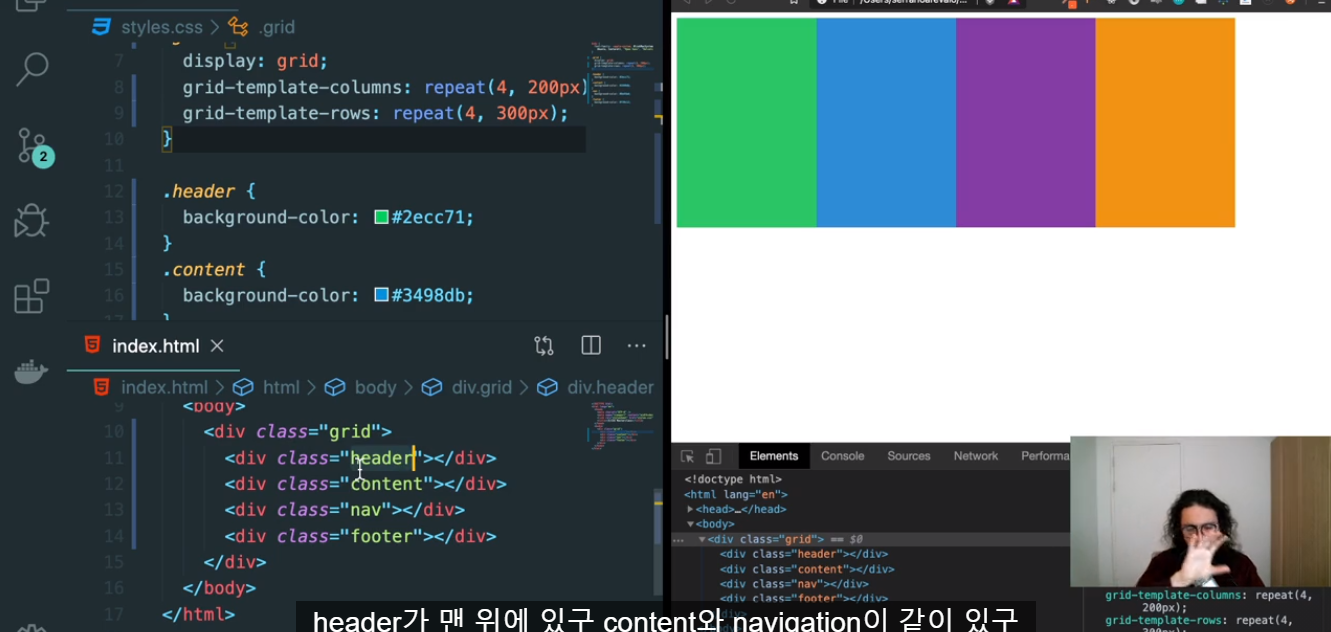 styles.css > .grid
7 display: grid;
8 grid-template-columns: repeat(4, 200px)
9 grid-template-rows: repeat(4, 300px);
10 }
11
12 .header {
13 background-color: #2ecc71;
14 }
15 .content {
16 background-color: #3498db;
17 }
2
index.html
index.html > html > body > div.grid > div.header
9 <body>
10 <div class="grid">
11 <div class="header"></div>
12 <div class="content"></div>
13 <div class="nav"></div>
14 <div class="footer"></div>
15 </div>
16 </body>
17 </html>
Elements Console Sources Network Performa
<!doctype html>
<html lang="en">
<head>…</head>
<body>
<div class="grid"> == $0
<div class="header"></div>
<div class="content"></div>
<div class="nav"></div>
<div class="footer"></div>
grid-template-columns: repeat(4,
200px);
grid-template-rows: repeat(4,
header가 맨 위에 있구 content와 navigation이 같이 있구